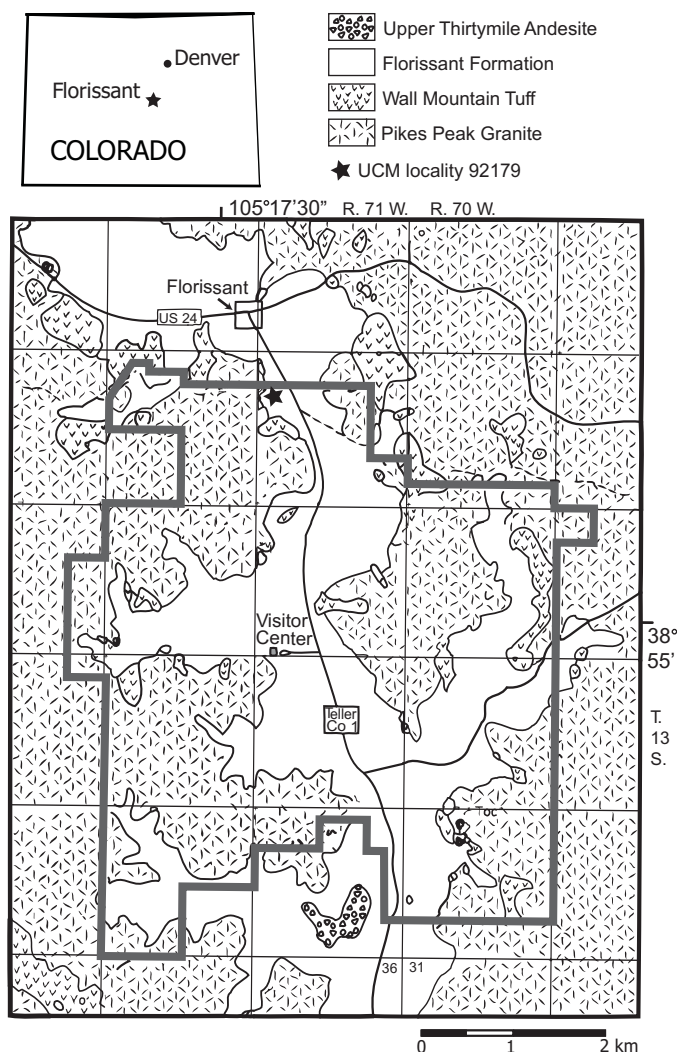 Denver
Florissant
COLORADO
Upper Thirtymile Andesite
Florissant Formation
Wall Mountain Tuff
Pikes Peak Granite
UCM locality 92179
105°17'30” R. 71 W. R. 70 W.
Florissant
US 24
Visitor
Center
38°
55'
Teller
Co 1
T.
13
S.
36 31
0 1 2 km